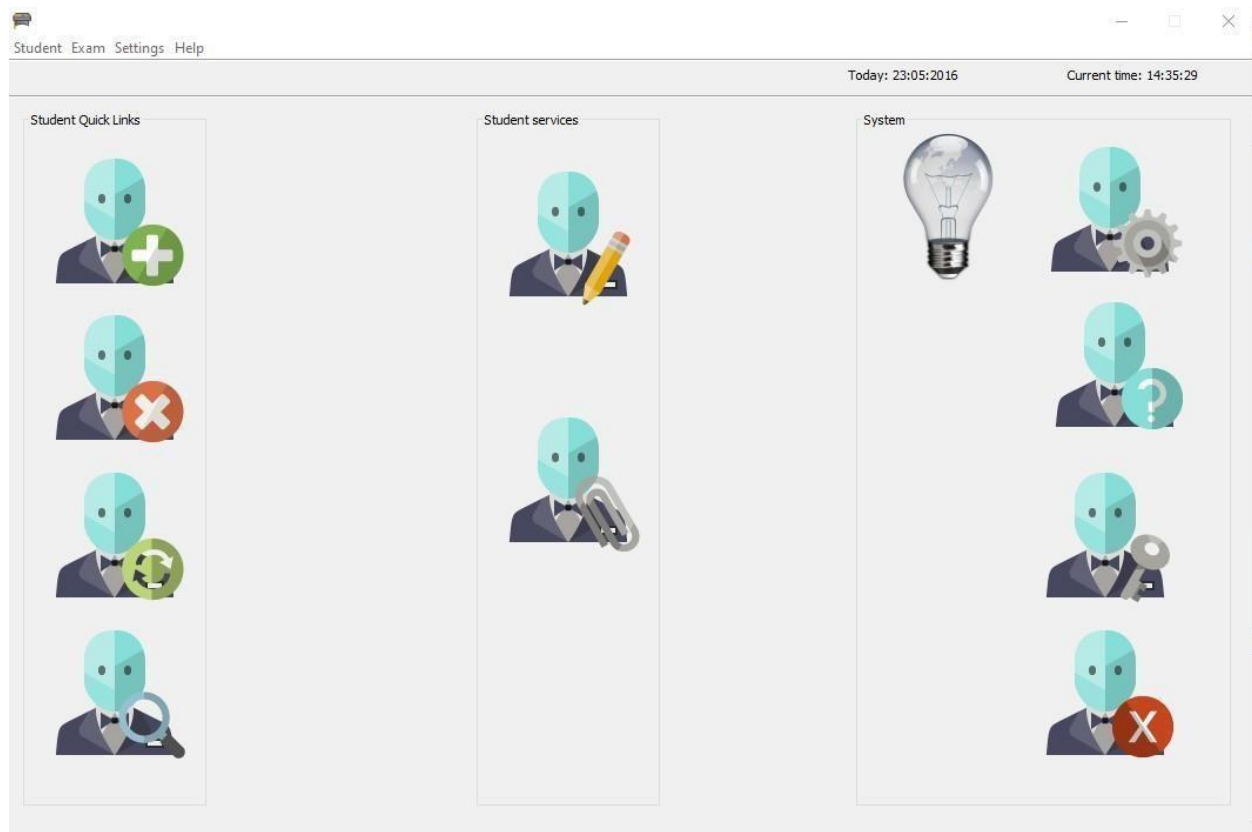 Student Exam Settings Help
Today: 23:05:2016 Current time: 14:35:29
Student Quick Links Student services System
?
X